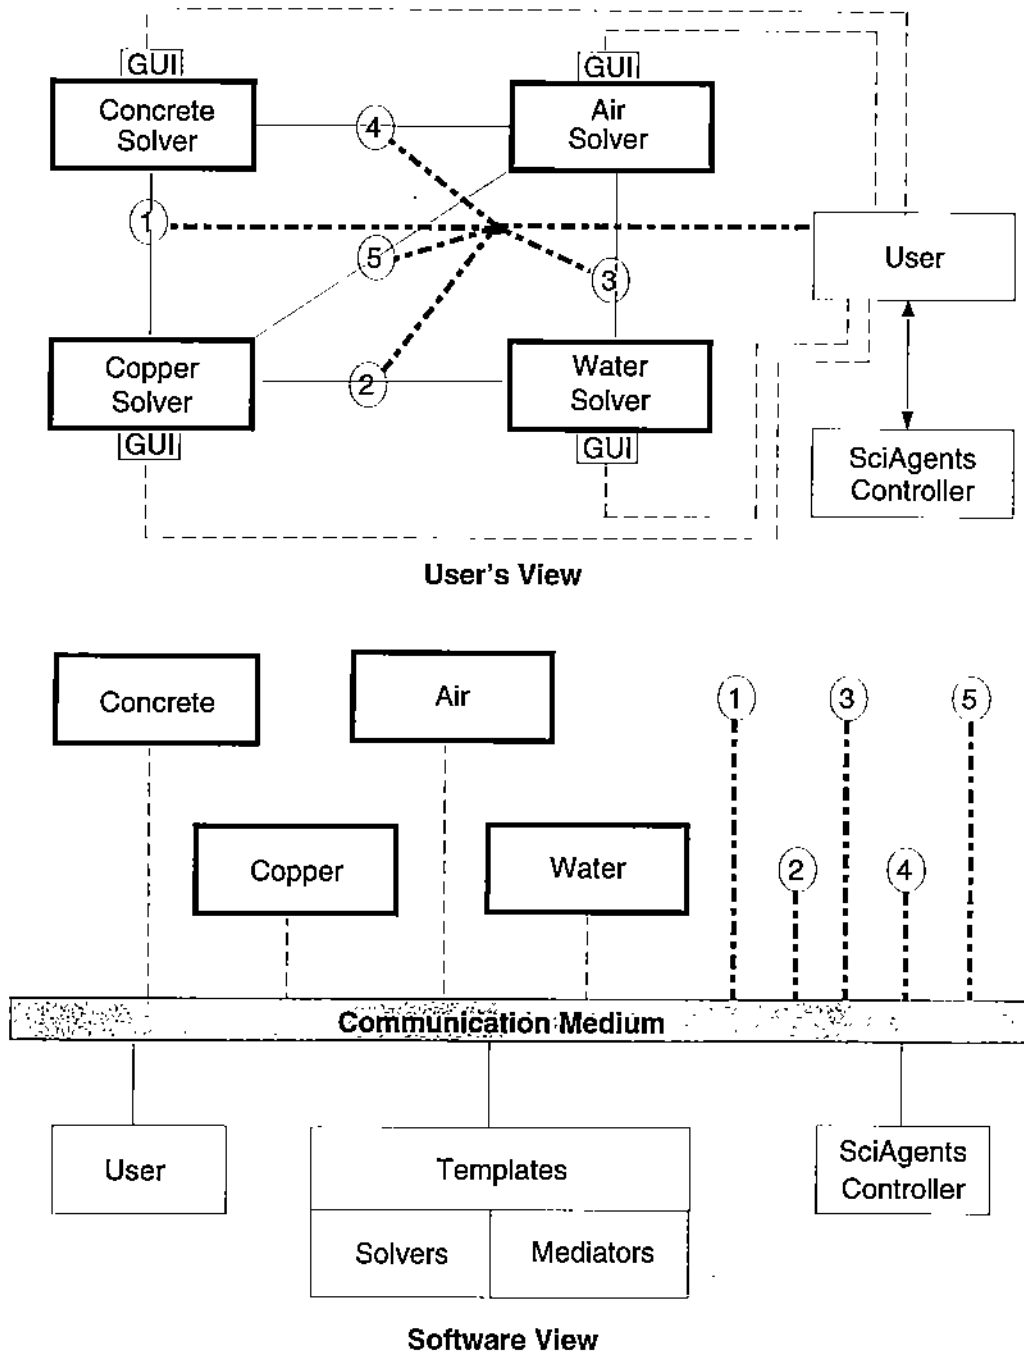 GUI
GUI
Concrete
Solver
Air
Solver
4
1
User
5
3
Copper
Solver
2
Water
Solver
GUI
GUI
SciAgents
Controller
User's View
Concrete
Air
1
3
5
Copper
Water
2
4
Communication Medium
User
Templates
SciAgents
Controller
Solvers
Mediators
Software View